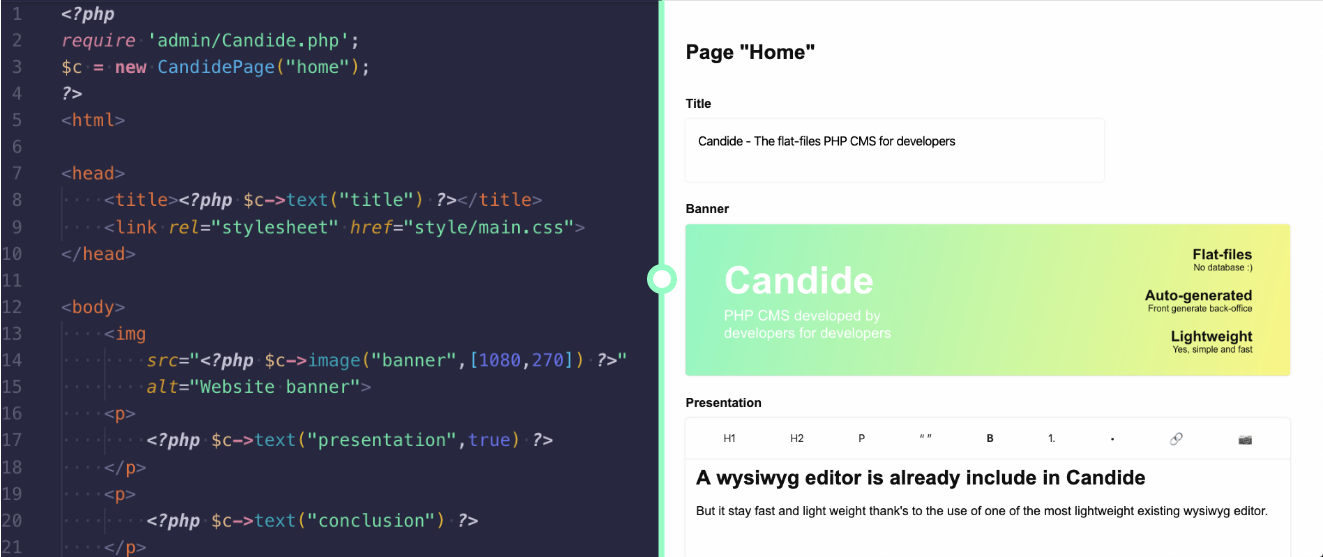 1 <?php
2 require 'admin/Candide.php';
3 $c = new CandidePage("home");
4 ?>
5 <html>
6
7 <head>
8 <title><?php $c->text("title") ?></title>
9 <link rel="stylesheet" href="style/main.css">
10 </head>
11
12 <body>
13 <img
14 src="<?php $c->image("banner",[1080,270]) ?>"
15 alt="Website banner">
16 <p>
17 <?php $c->text("presentation",true) ?>
18 </p>
19 <p>
20 <?php $c->text("conclusion") ?>
21 </p>
Page "Home"
Title
Candide - The flat-files PHP CMS for developers
Banner
Candide
PHP CMS developed by
developers for developers
Flat-files
No database :)
Auto-generated
Front generate back-office
Lightweight
Yes, simple and fast
Presentation
H1 H2 P “ ” B 1. •
A wysiwyg editor is already include in Candide
But it stay fast and light weight thank's to the use of one of the most lightweight existing wysiwyg editor.